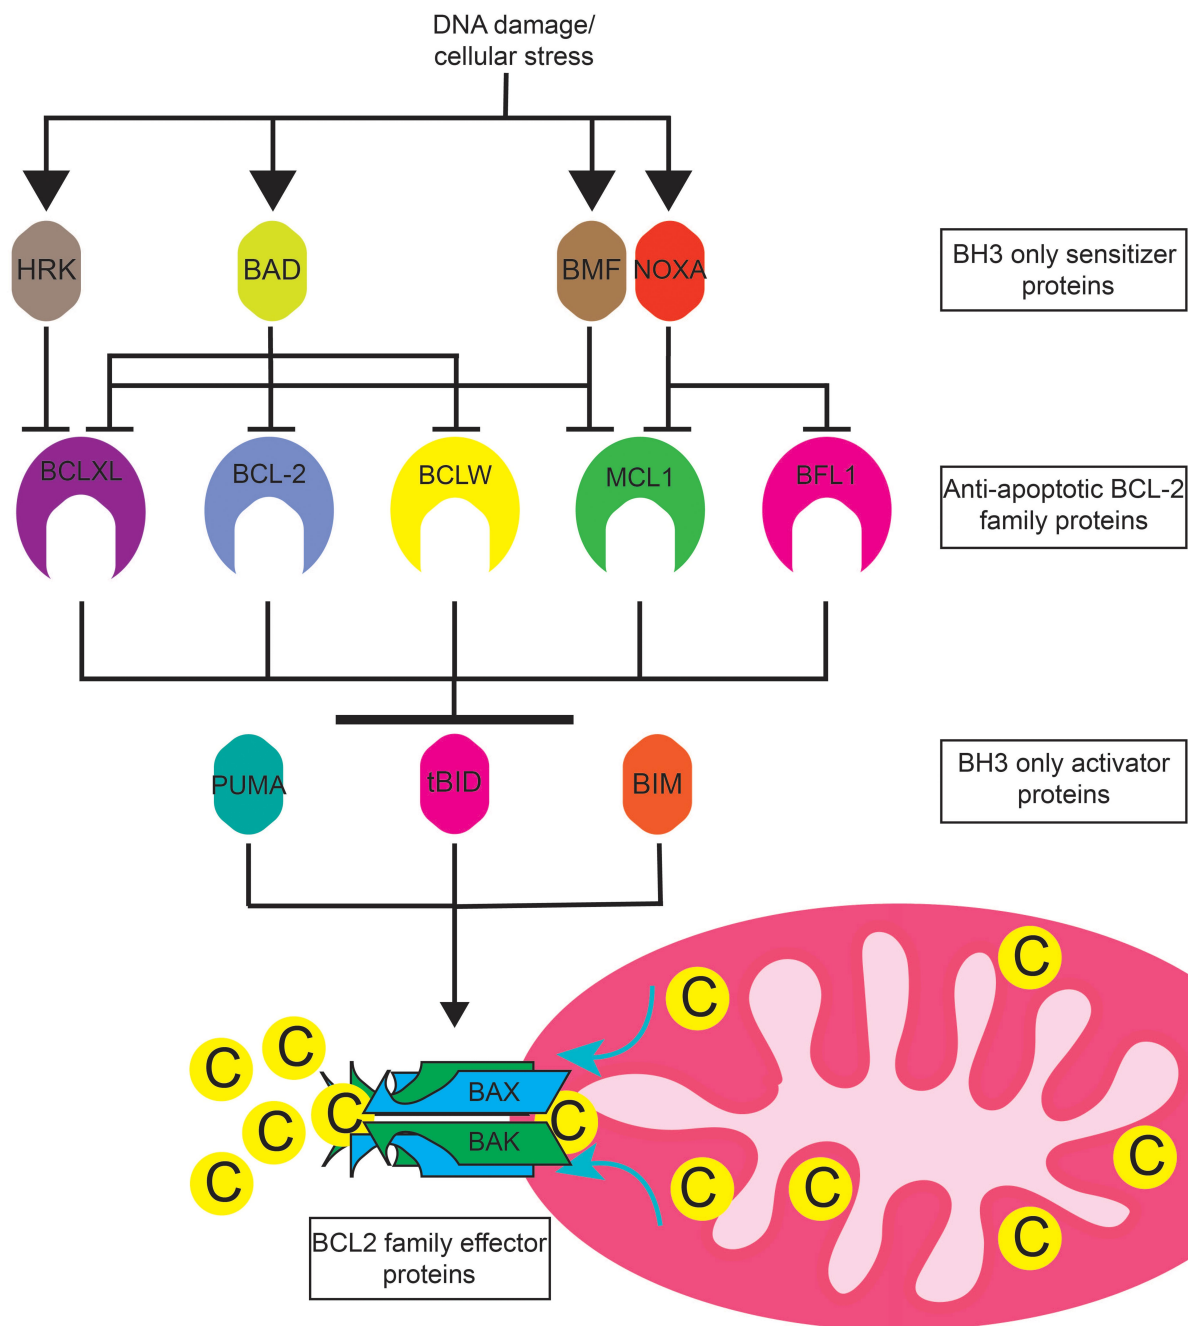 DNA damage/
cellular stress
HRK
BAD
BMF
NOXA
BH3 only sensitizer
proteins
BCLXL
BCL-2
BCLW
MCL1
BFL1
Anti-apoptotic BCL-2
family proteins
PUMA
tBID
BIM
BH3 only activator
proteins
C
C
C
C
C
C
C
C
C
C
C
C
C
BAX
BAK
BCL2 family effector
proteins